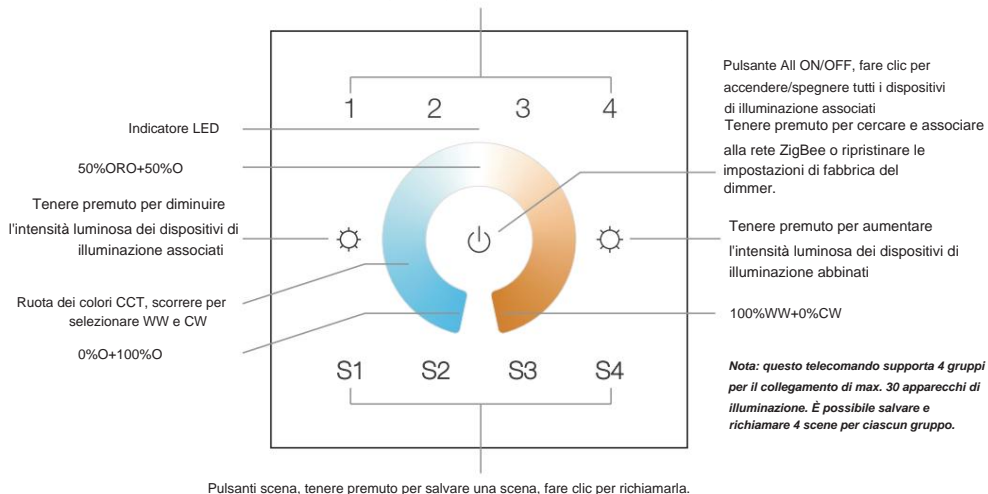 1 2 3 4
Pulsante All ON/OFF, fare clic per
accendere/spegnere tutti i dispositivi
di illuminazione associati
Tenere premuto per cercare e associare
alla rete ZigBee o ripristinare le
impostazioni di fabbrica del
dimmer.
Indicatore LED
50%ORO+50%O
Tenere premuto per diminuire
l'intensità luminosa dei dispositivi di
illuminazione associati
Tenere premuto per aumentare
l'intensità luminosa dei dispositivi di
illuminazione abbinati
Ruota dei colori CCT, scorrere per
selezionare WW e CW
0%O+100%O
100%WW+0%CW
S1 S2 S3 S4
Nota: questo telecomando supporta 4 gruppi
per il collegamento di max. 30 apparecchi di
illuminazione. È possibile salvare e
richiamare 4 scene per ciascun gruppo.
Pulsanti scena, tenere premuto per salvare una scena, fare clic per richiamarla.